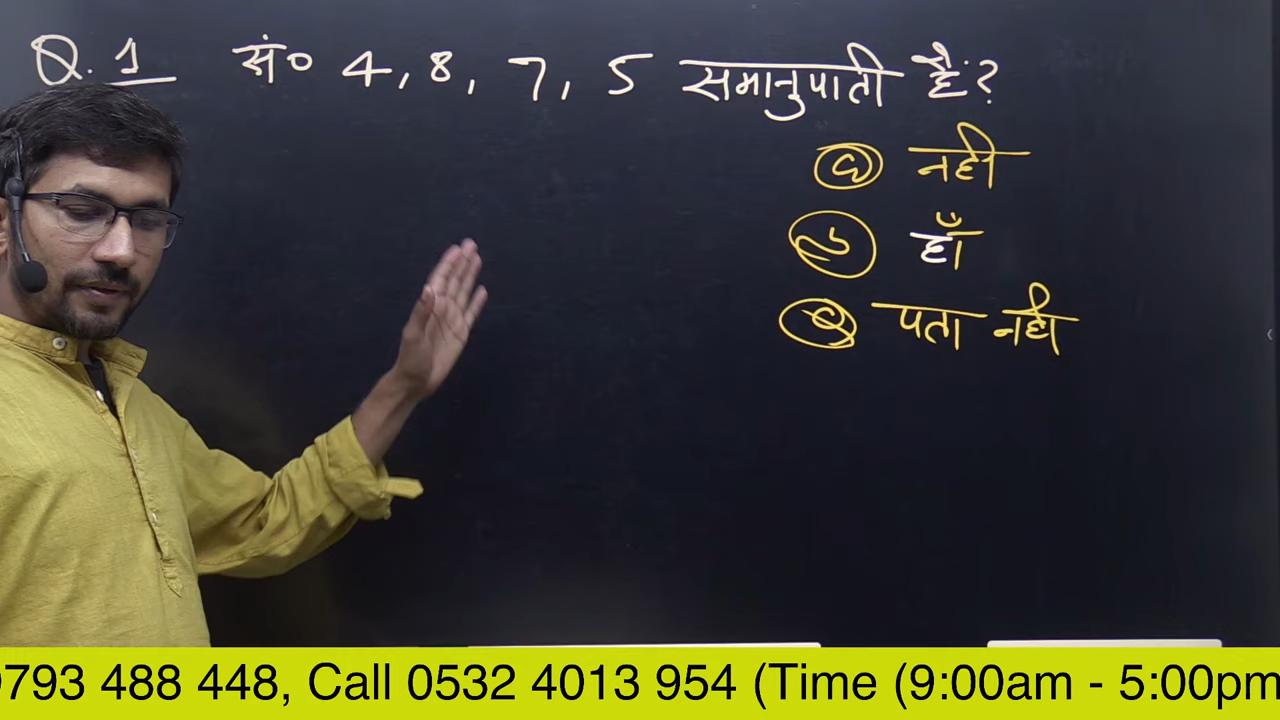 Q. 1 सं० 4, 8, 7, 5 समानुपाती हैं?
a नही
b हाँ
c पता नही
9793 488 448, Call 0532 4013 954 (Time (9:00am - 5:00pm